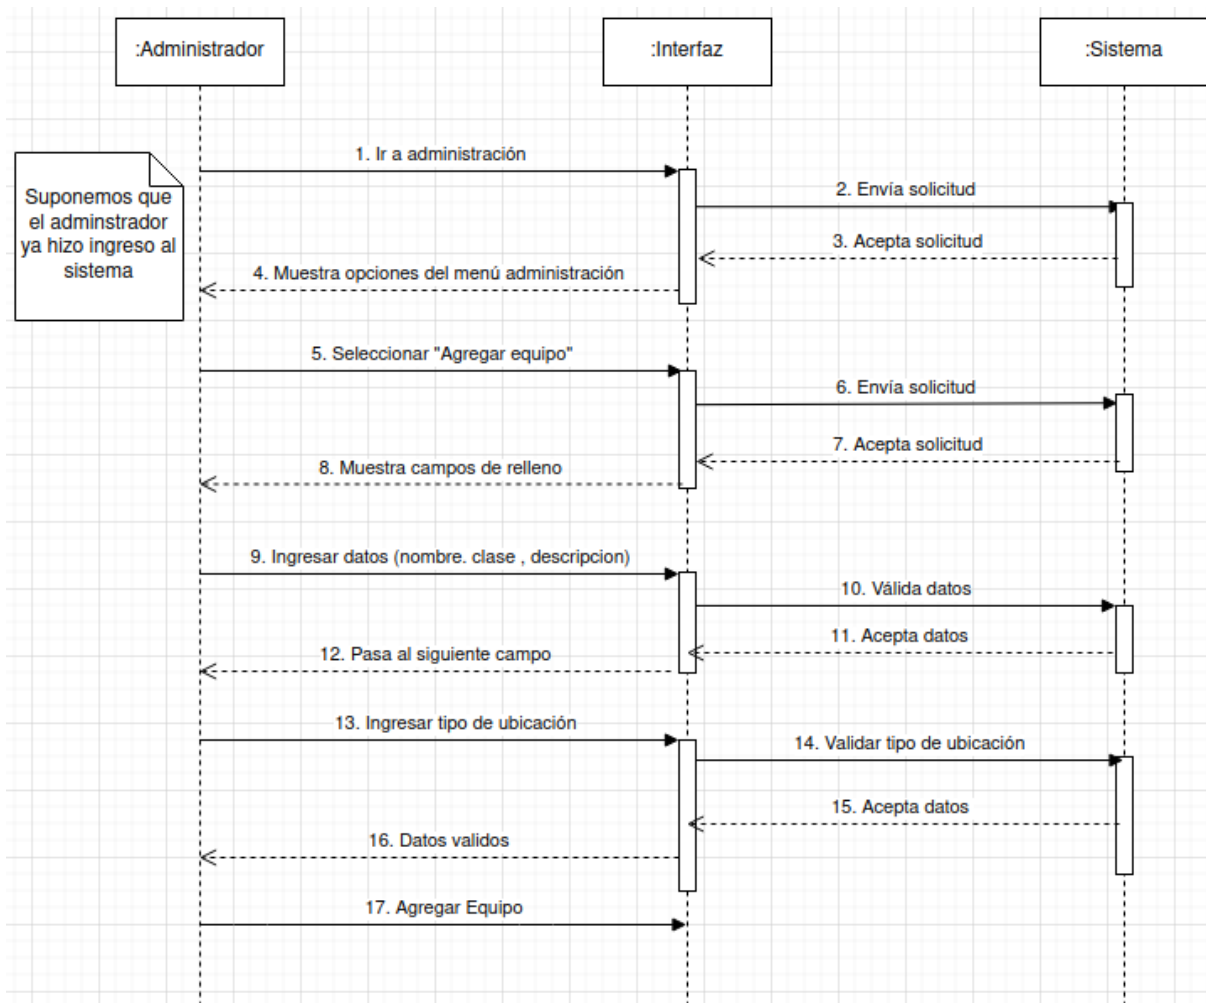 :Administrador
:Interfaz
:Sistema
1. Ir a administración
Suponemos que
el adminstrador
ya hizo ingreso al
sistema
2. Envía solicitud
3. Acepta solicitud
4. Muestra opciones del menú administración
5. Seleccionar "Agregar equipo"
6. Envía solicitud
7. Acepta solicitud
8. Muestra campos de relleno
9. Ingresar datos (nombre. clase , descripcion)
10. Válida datos
11. Acepta datos
12. Pasa al siguiente campo
13. Ingresar tipo de ubicación
14. Validar tipo de ubicación
15. Acepta datos
16. Datos validos
17. Agregar Equipo